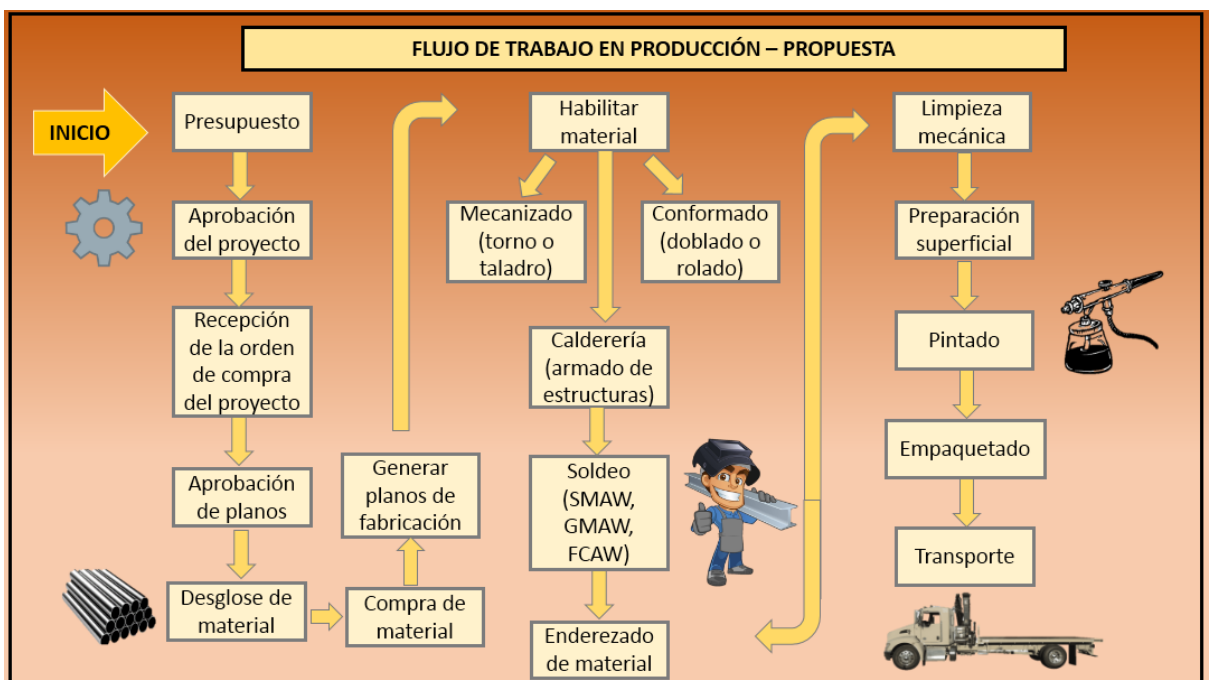 FLUJO DE TRABAJO EN PRODUCCIÓN – PROPUESTA
INICIO
Presupuesto
Aprobación
del proyecto
Recepción
de la orden
de compra
del proyecto
Aprobación
de planos
Desglose de
material
Compra de
material
Generar
planos de
fabricación
Habilitar
material
Mecanizado
(torno o
taladro)
Conformado
(doblado o
rolado)
Calderería
(armado de
estructuras)
Soldeo
(SMAW,
GMAW,
FCAW)
Enderezado
de material
Limpieza
mecánica
Preparación
superficial
Pintado
Empaquetado
Transporte